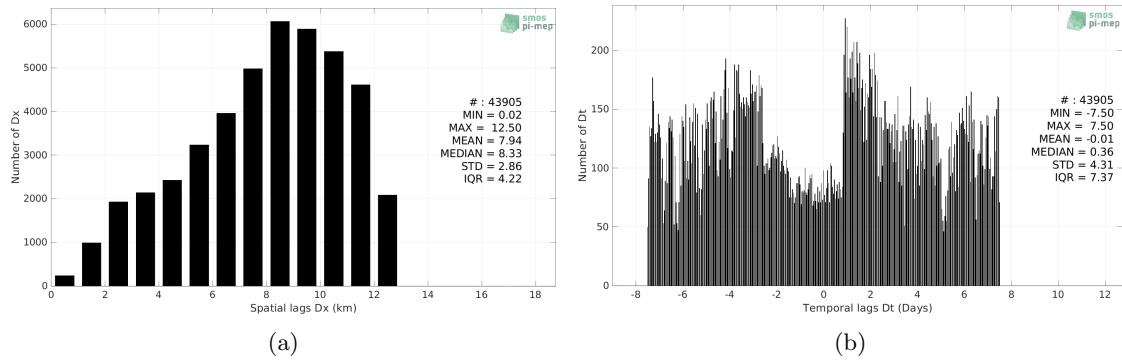 6000
5000
4000
3000
2000
1000
0
Number of Dx
0 2 4 6 8 10 12 14 16 18
Spatial lags Dx (km)
smos
pi-mep
# : 43905
MIN = 0.02
MAX = 12.50
MEAN = 7.94
MEDIAN = 8.33
STD = 2.86
IQR = 4.22
(a)
200
150
100
50
0
Number of Dt
-8 -6 -4 -2 0 2 4 6 8 10 12
Temporal lags Dt (Days)
smos
pi-mep
# : 43905
MIN = -7.50
MAX = 7.50
MEAN = -0.01
MEDIAN = 0.36
STD = 4.31
IQR = 7.37
(b)